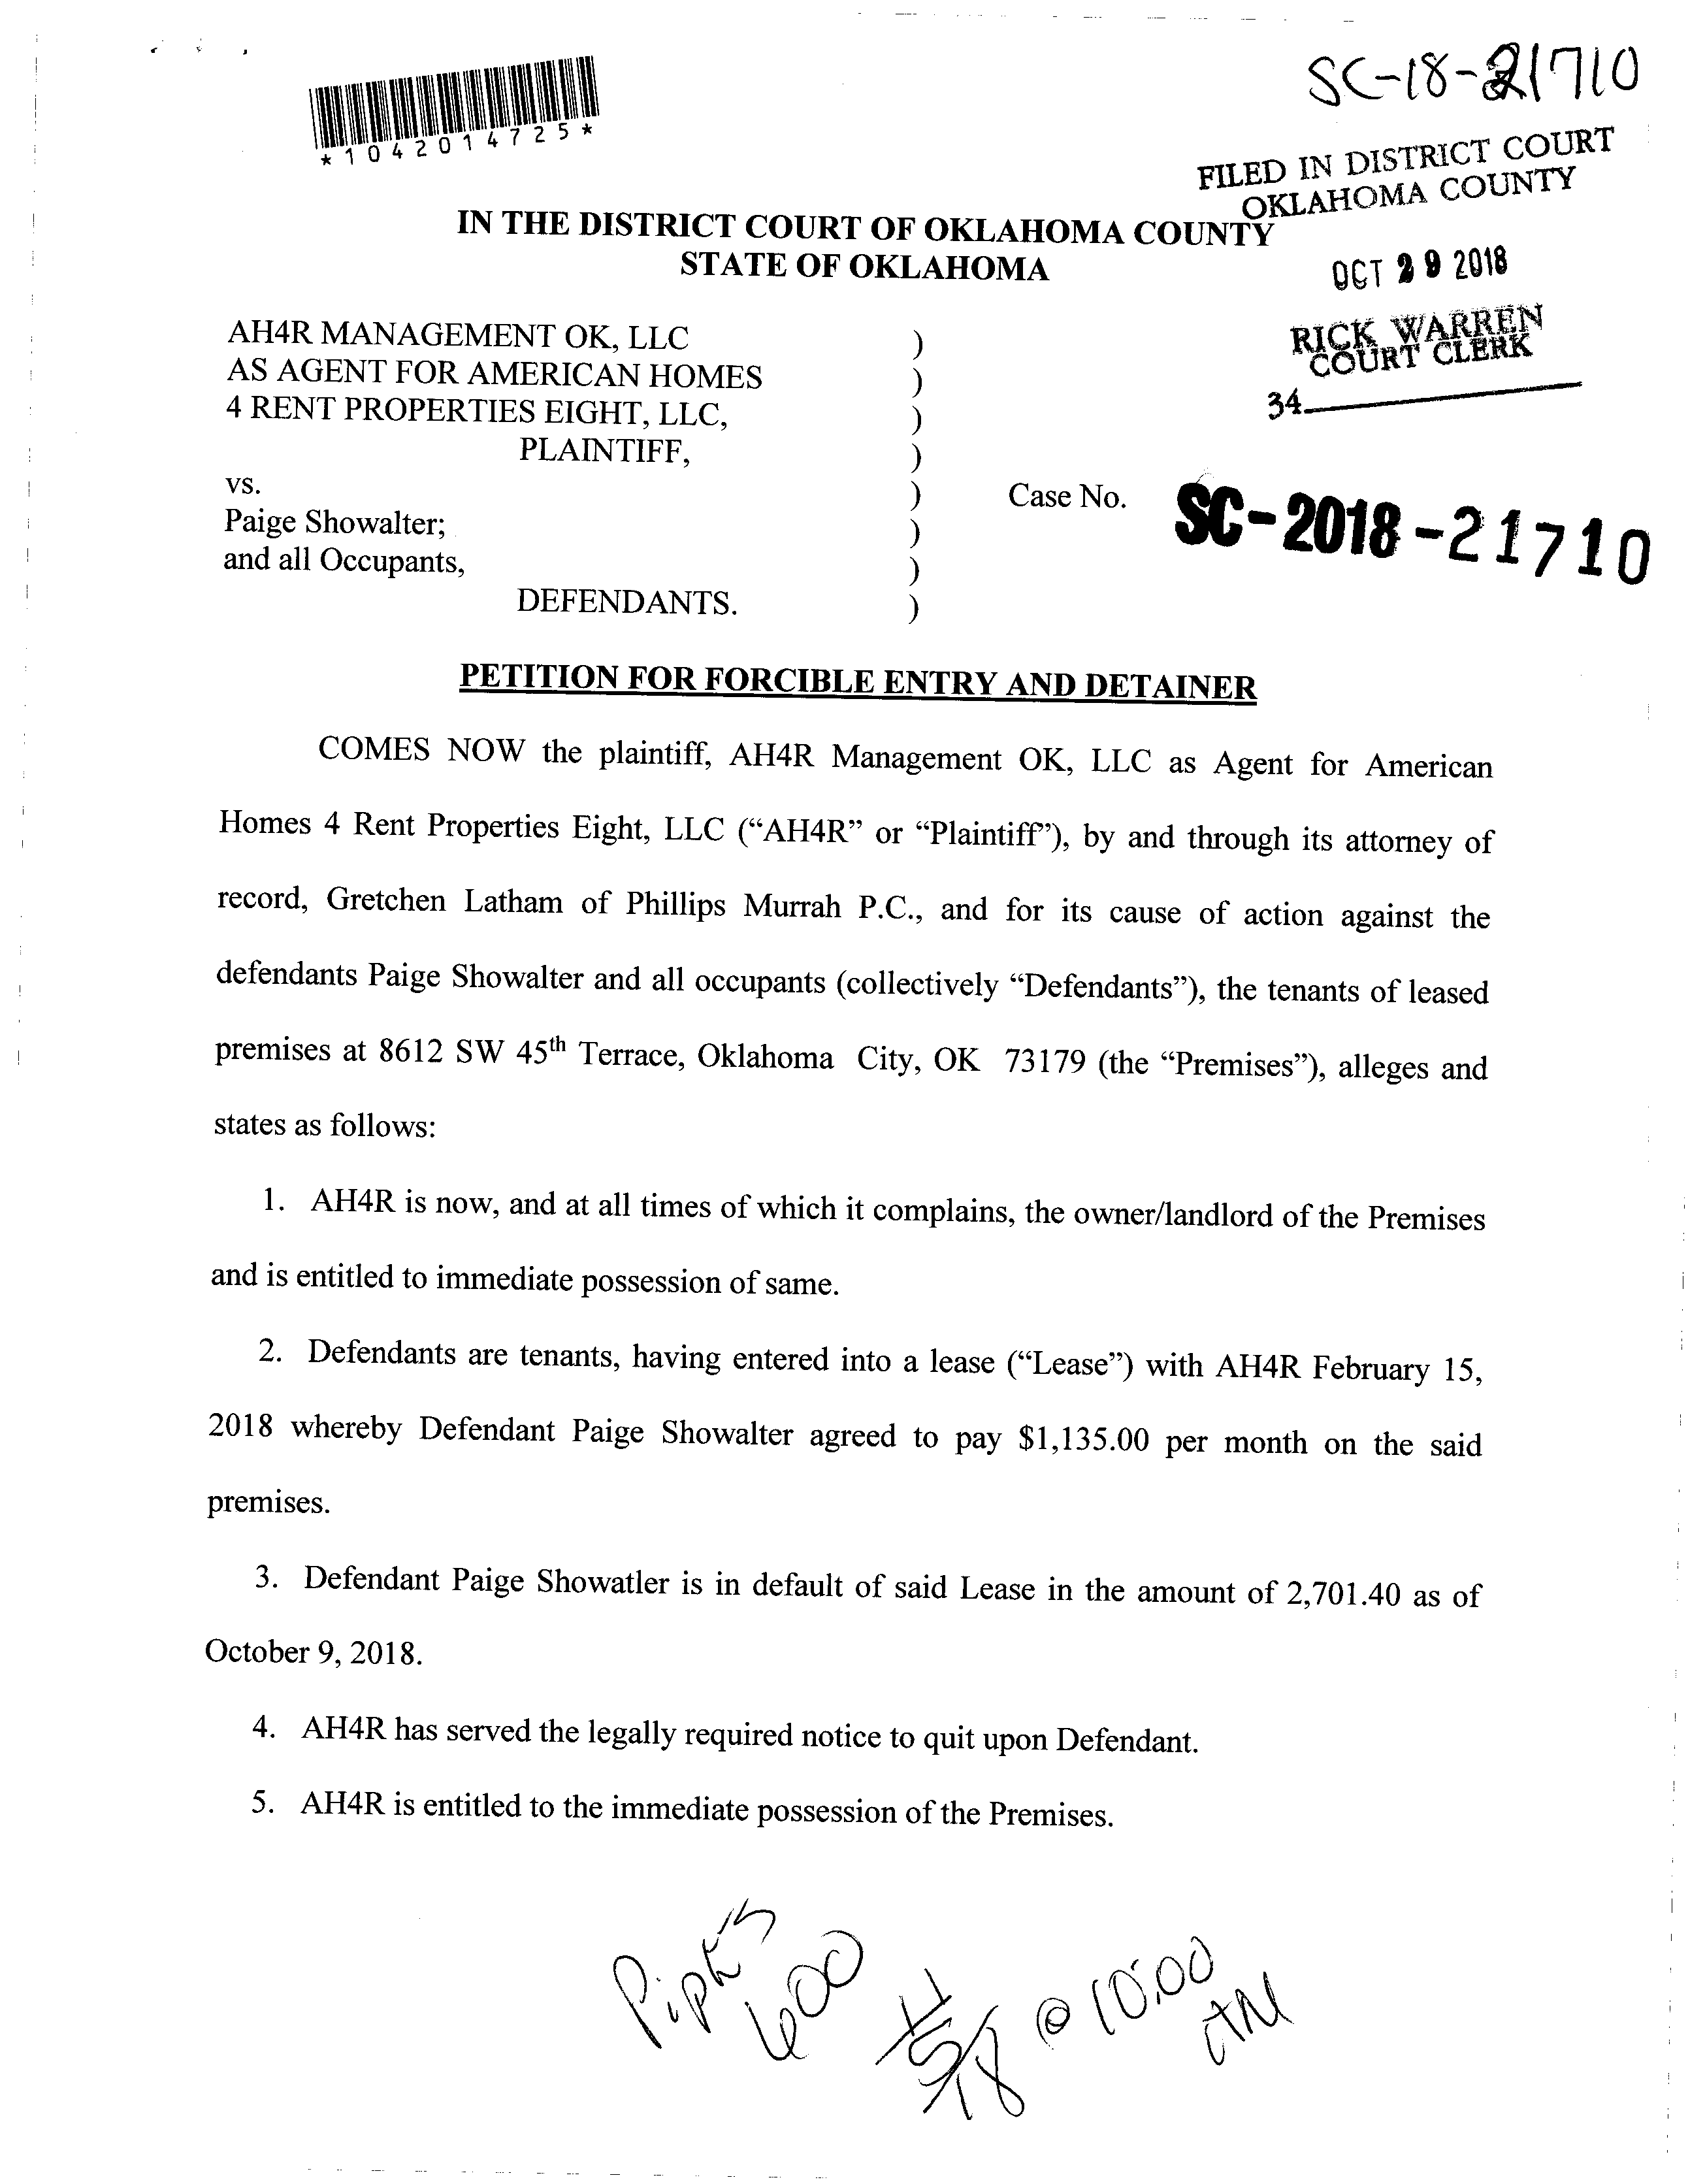 SC-18-21710
*1042014725*
FILED IN DISTRICT COURT
OKLAHOMA COUNTY
IN THE DISTRICT COURT OF OKLAHOMA COUNTY
STATE OF OKLAHOMA
OCT 29 2018
RICK WARREN
COURT CLERK
34
AH4R MANAGEMENT OK, LLC )
AS AGENT FOR AMERICAN HOMES )
4 RENT PROPERTIES EIGHT, LLC, )
PLAINTIFF, )
vs. ) Case No. SC-2018-21710
Paige Showalter; )
and all Occupants, )
DEFENDANTS. )
PETITION FOR FORCIBLE ENTRY AND DETAINER
COMES NOW the plaintiff, AH4R Management OK, LLC as Agent for American
Homes 4 Rent Properties Eight, LLC (“AH4R” or “Plaintiff”), by and through its attorney of
record, Gretchen Latham of Phillips Murrah P.C., and for its cause of action against the
defendants Paige Showalter and all occupants (collectively “Defendants”), the tenants of leased
premises at 8612 SW 45th Terrace, Oklahoma City, OK 73179 (the “Premises”), alleges and
states as follows:
1. AH4R is now, and at all times of which it complains, the owner/landlord of the Premises
and is entitled to immediate possession of same.
2. Defendants are tenants, having entered into a lease (“Lease”) with AH4R February 15,
2018 whereby Defendant Paige Showalter agreed to pay $1,135.00 per month on the said
premises.
3. Defendant Paige Showatler is in default of said Lease in the amount of 2,701.40 as of
October 9, 2018.
4. AH4R has served the legally required notice to quit upon Defendant.
5. AH4R is entitled to the immediate possession of the Premises.
600
@ 10:00